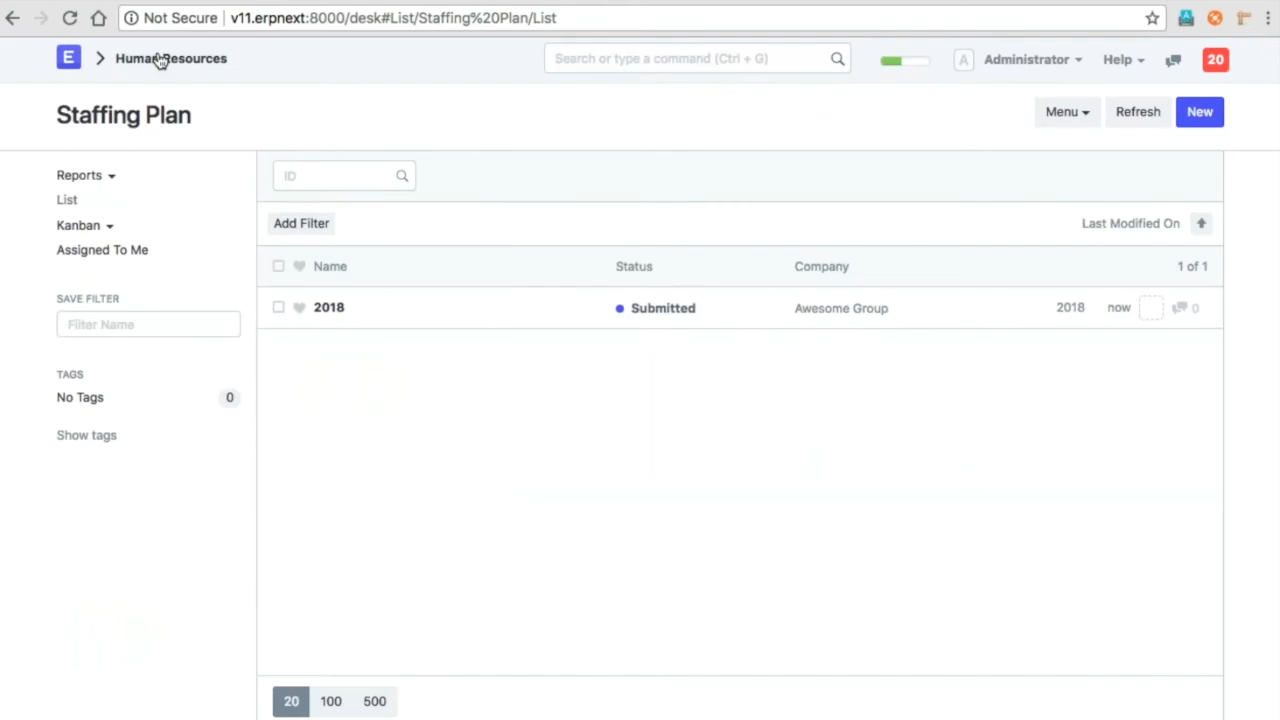 Not Secure v11.erpnext:8000/desk#List/Staffing%20Plan/List
E Human Resources Search or type a command (Ctrl + G) A Administrator Help 20
Staffing Plan Menu Refresh New
Reports
List
Kanban
Assigned To Me
SAVE FILTER
Filter Name
TAGS
No Tags 0
Show tags
ID
Add Filter Last Modified On
Name Status Company 1 of 1
2018 Submitted Awesome Group 2018 now 0
20 100 500